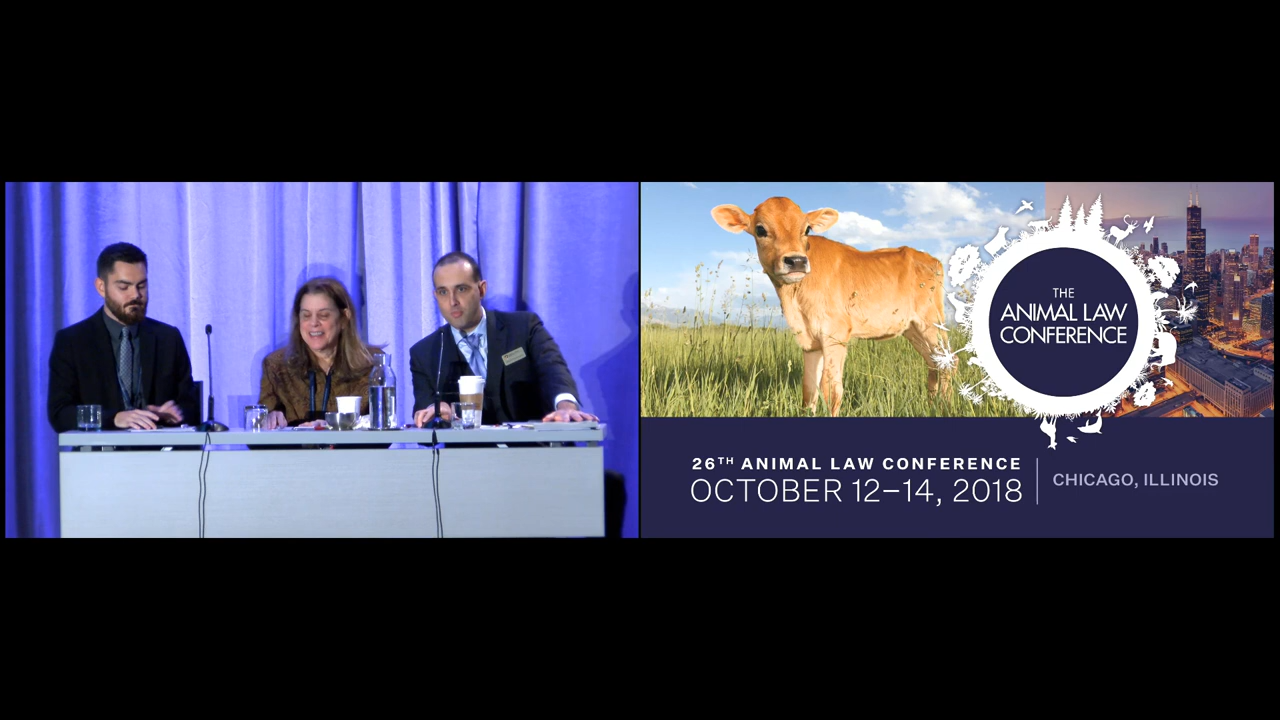 THE
ANIMAL LAW
CONFERENCE
26TH ANIMAL LAW CONFERENCE
OCTOBER 12–14, 2018
CHICAGO, ILLINOIS